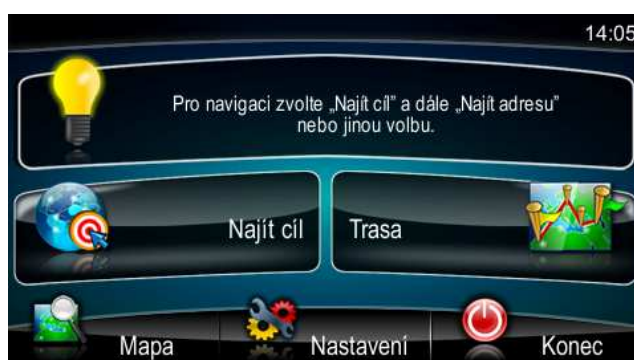 14:05
Pro navigaci zvolte „Najít cíl” a dále „Najít adresu”
nebo jinou volbu.
Najít cíl
Trasa
Mapa
Nastavení
Konec